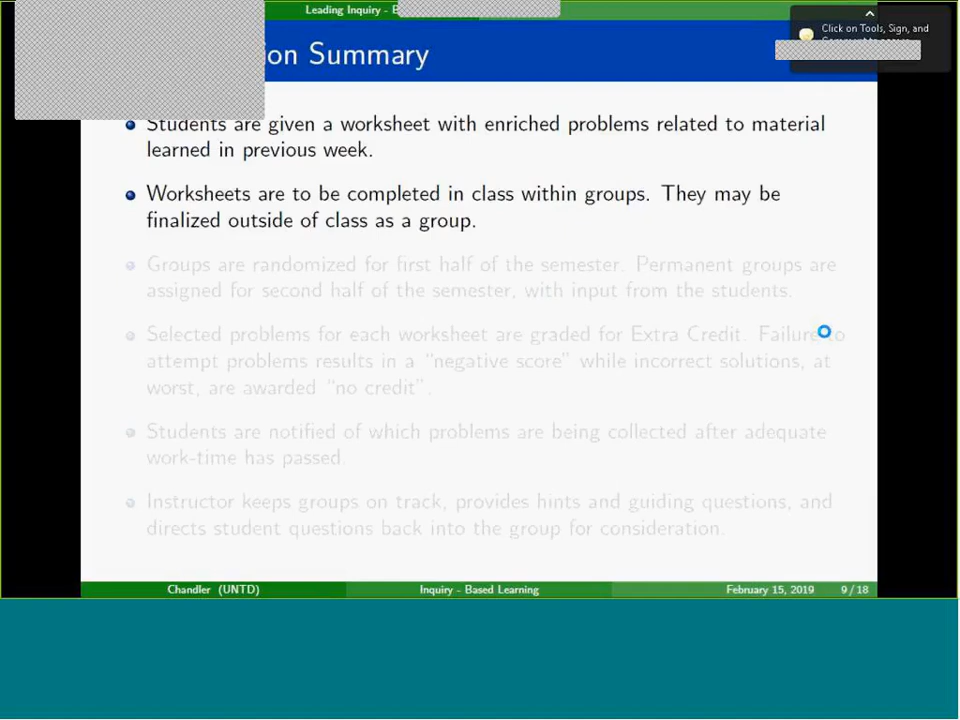 Leading Inquiry - B
on Summary
Click on Tools, Sign, and
Students are given a worksheet with enriched problems related to material
learned in previous week.
Worksheets are to be completed in class within groups. They may be
finalized outside of class as a group.
Groups are randomized for first half of the semester. Permanent groups are
assigned for second half of the semester, with input from the students.
Selected problems for each worksheet are graded for Extra Credit. Failure to
attempt problems results in a “negative score” while incorrect solutions, at
worst, are awarded “no credit”.
Students are notified of which problems are being collected after adequate
work-time has passed.
Instructor keeps groups on track, provides hints and guiding questions, and
directs student questions back into the group for consideration.
Chandler (UNTD) Inquiry - Based Learning February 15, 2019 9 / 18